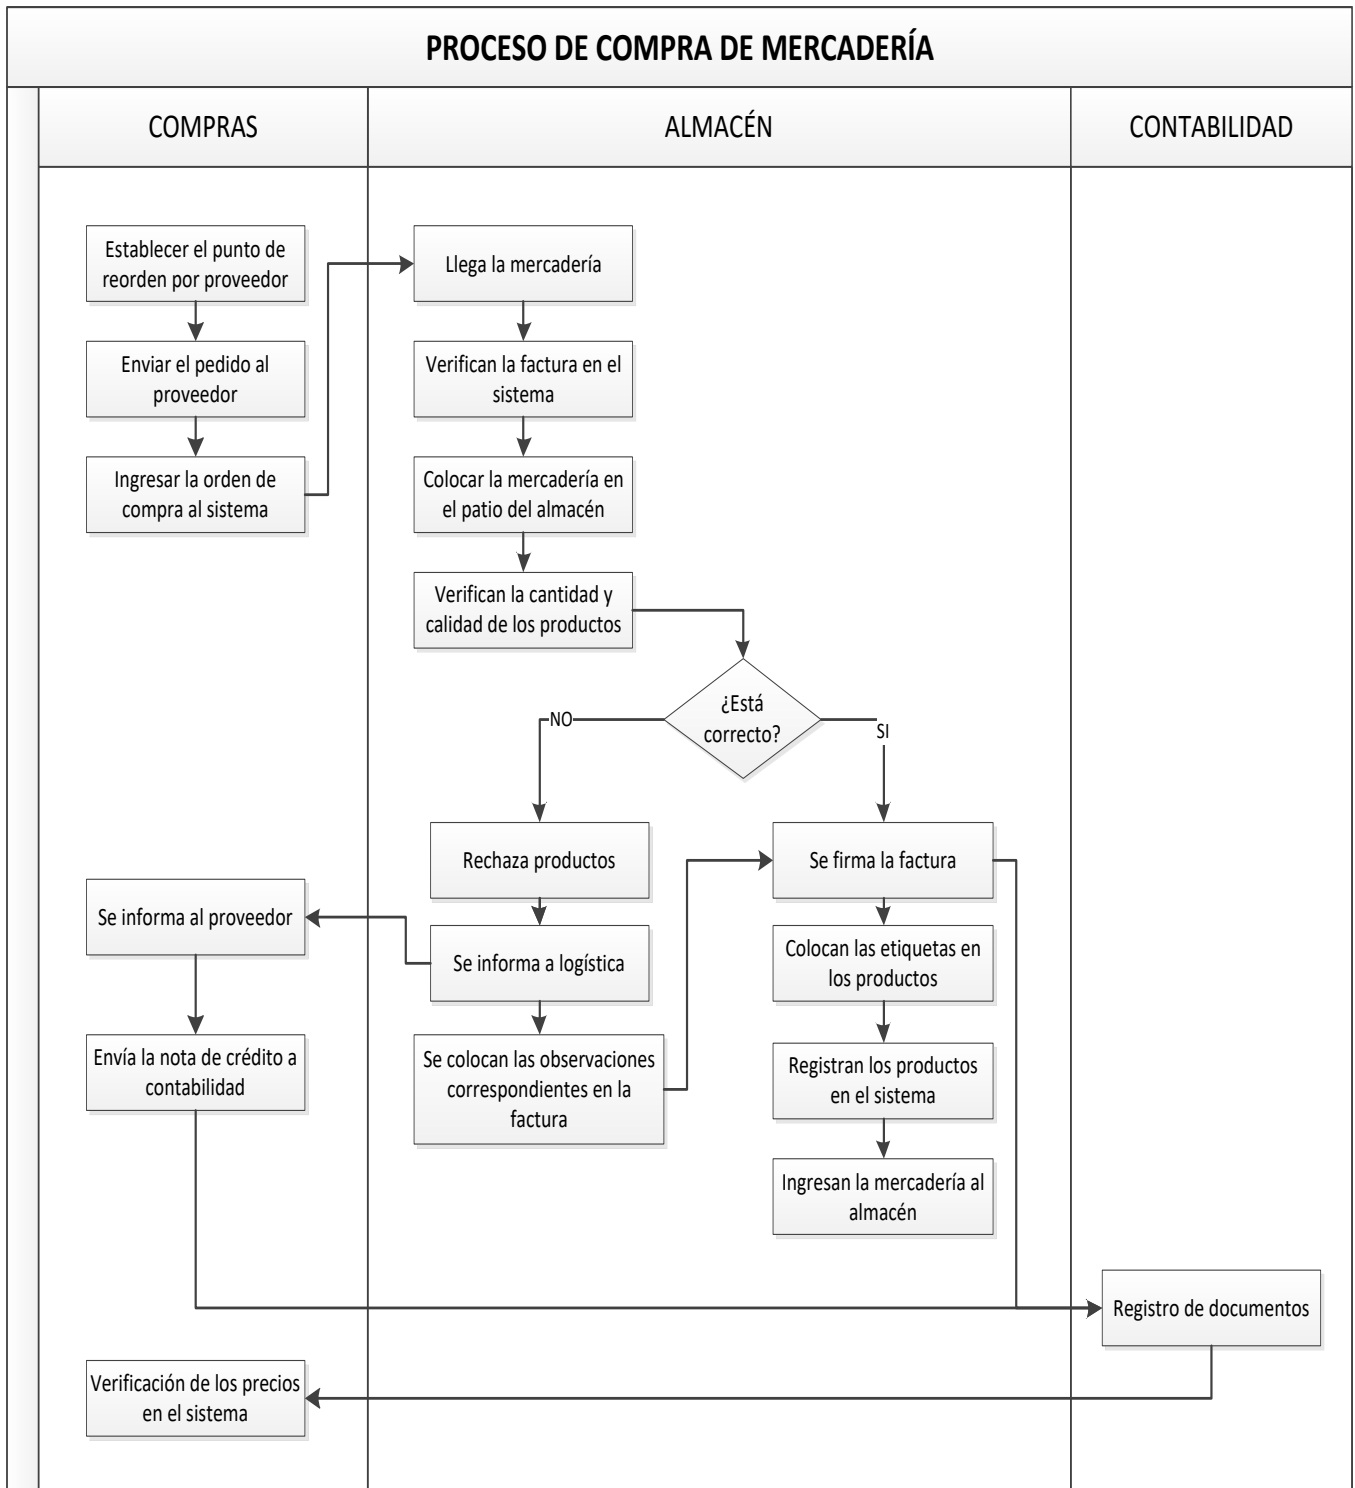 PROCESO DE COMPRA DE MERCADERÍA
COMPRAS
ALMACÉN
CONTABILIDAD
Establecer el punto de
reorden por proveedor
Enviar el pedido al
proveedor
Ingresar la orden de
compra al sistema
Llega la mercadería
Verifican la factura en el
sistema
Colocar la mercadería en
el patio del almacén
Verifican la cantidad y
calidad de los productos
¿Está
correcto?
NO
SI
Rechaza productos
Se informa a logística
Se colocan las observaciones
correspondientes en la
factura
Se informa al proveedor
Envía la nota de crédito a
contabilidad
Se firma la factura
Colocan las etiquetas en
los productos
Registran los productos
en el sistema
Ingresan la mercadería al
almacén
Registro de documentos
Verificación de los precios
en el sistema